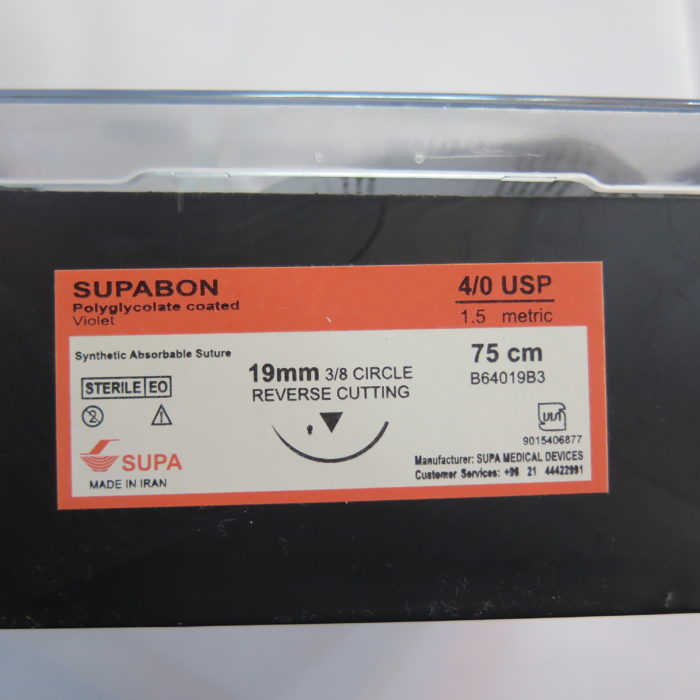 SUPABON
Polyglycolate coated
Violet
4/0 USP
1.5 metric
Synthetic Absorbable Suture
19mm 3/8 CIRCLE
REVERSE CUTTING
75 cm
B64019B3
STERILE EO
2
SUPA
MADE IN IRAN
9015406877
Manufacturer: SUPA MEDICAL DEVICES
Customer Services: +98 21 44422991